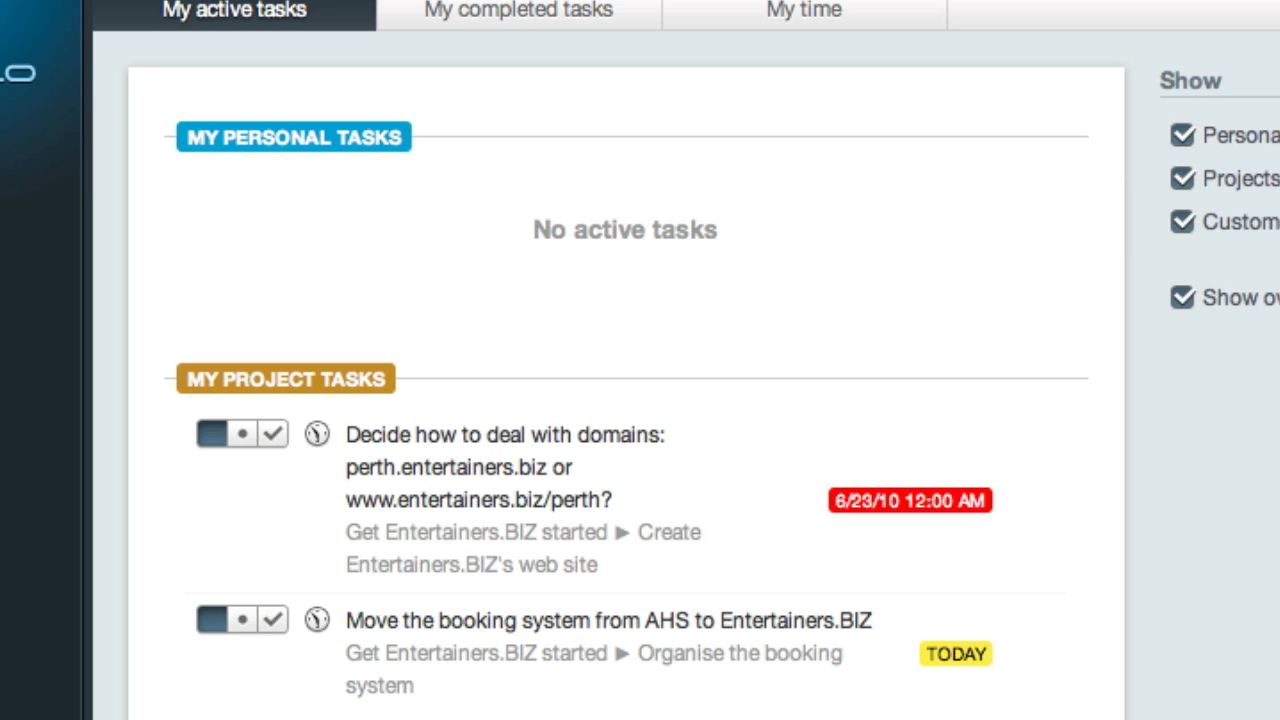 My active tasks
My completed tasks
My time
Show
MY PERSONAL TASKS
No active tasks
Projects
Show
MY PROJECT TASKS
Decide how to deal with domains:
perth.entertainers.biz or
www.entertainers.biz/perth?
6/23/10 12:00 AM
Get Entertainers.BIZ started ► Create
Entertainers.BIZ's web site
Move the booking system from AHS to Entertainers.BIZ
Get Entertainers.BIZ started ► Organise the booking
system
TODAY